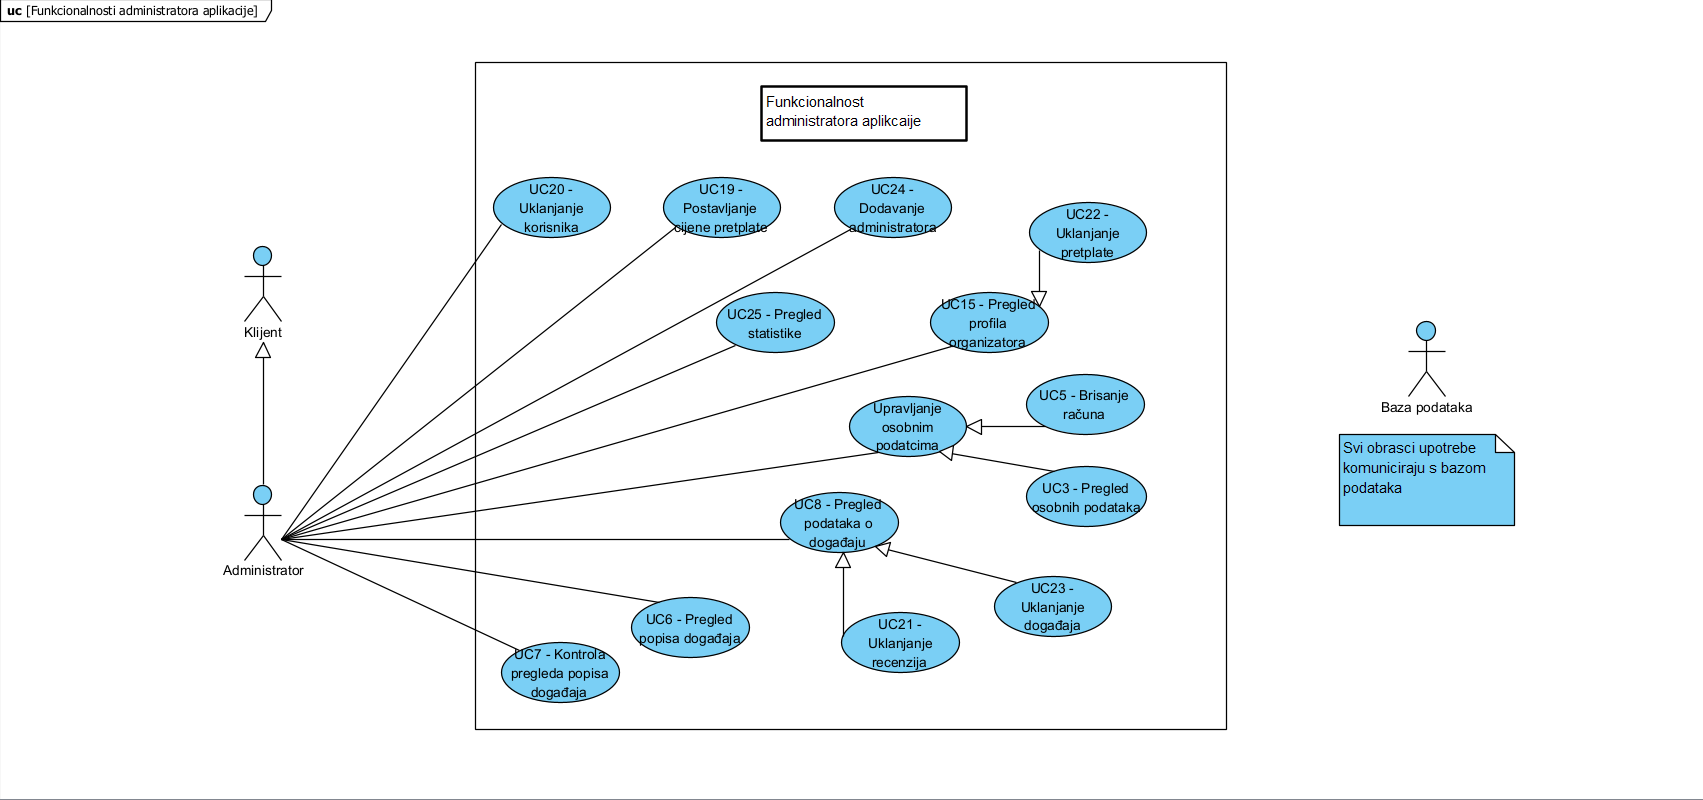 uc [Funkcionalnosti administratora aplikacije]
Funkcionalnost
administratora aplikcaije
UC20 -
Uklanjanje
korisnika
UC19 -
Postavljanje
cijene pretplate
UC24 -
Dodavanje
administratora
UC22 -
Uklanjanje
pretplate
Klijent
UC25 - Pregled
statistike
UC15 - Pregled
profila
organizatora
Baza podataka
Svi obrasci upotrebe
komuniciraju s bazom
podataka
Upravljanje
osobnim
podatcima
UC5 - Brisanje
računa
UC3 - Pregled
osobnih podataka
UC8 - Pregled
podataka o
događaju
Administrator
UC23 -
Uklanjanje
događaja
UC6 - Pregled
popisa događaja
UC21 -
Uklanjanje
recenzija
UC7 - Kontrola
pregleda popisa
događaja